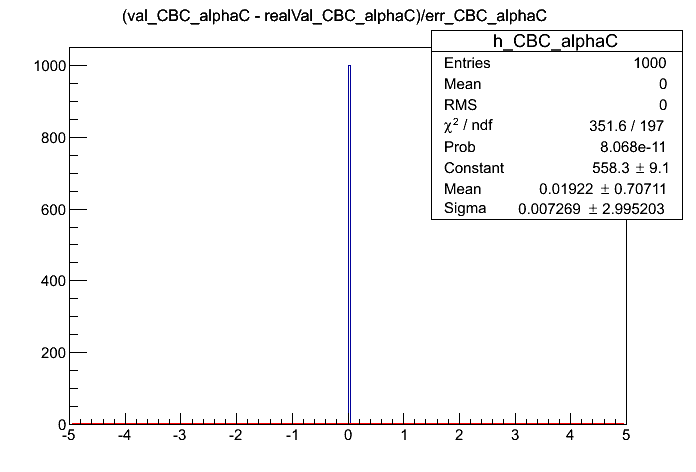 (val_CBC_alphaC - realVal_CBC_alphaC)/err_CBC_alphaC
h_CBC_alphaC
Entries 1000
Mean 0
RMS 0
χ² / ndf 351.6 / 197
Prob 8.068e-11
Constant 558.3 ± 9.1
Mean 0.01922 ± 0.70711
Sigma 0.007269 ± 2.995203
1000
800
600
400
200
0
-5 -4 -3 -2 -1 0 1 2 3 4 5